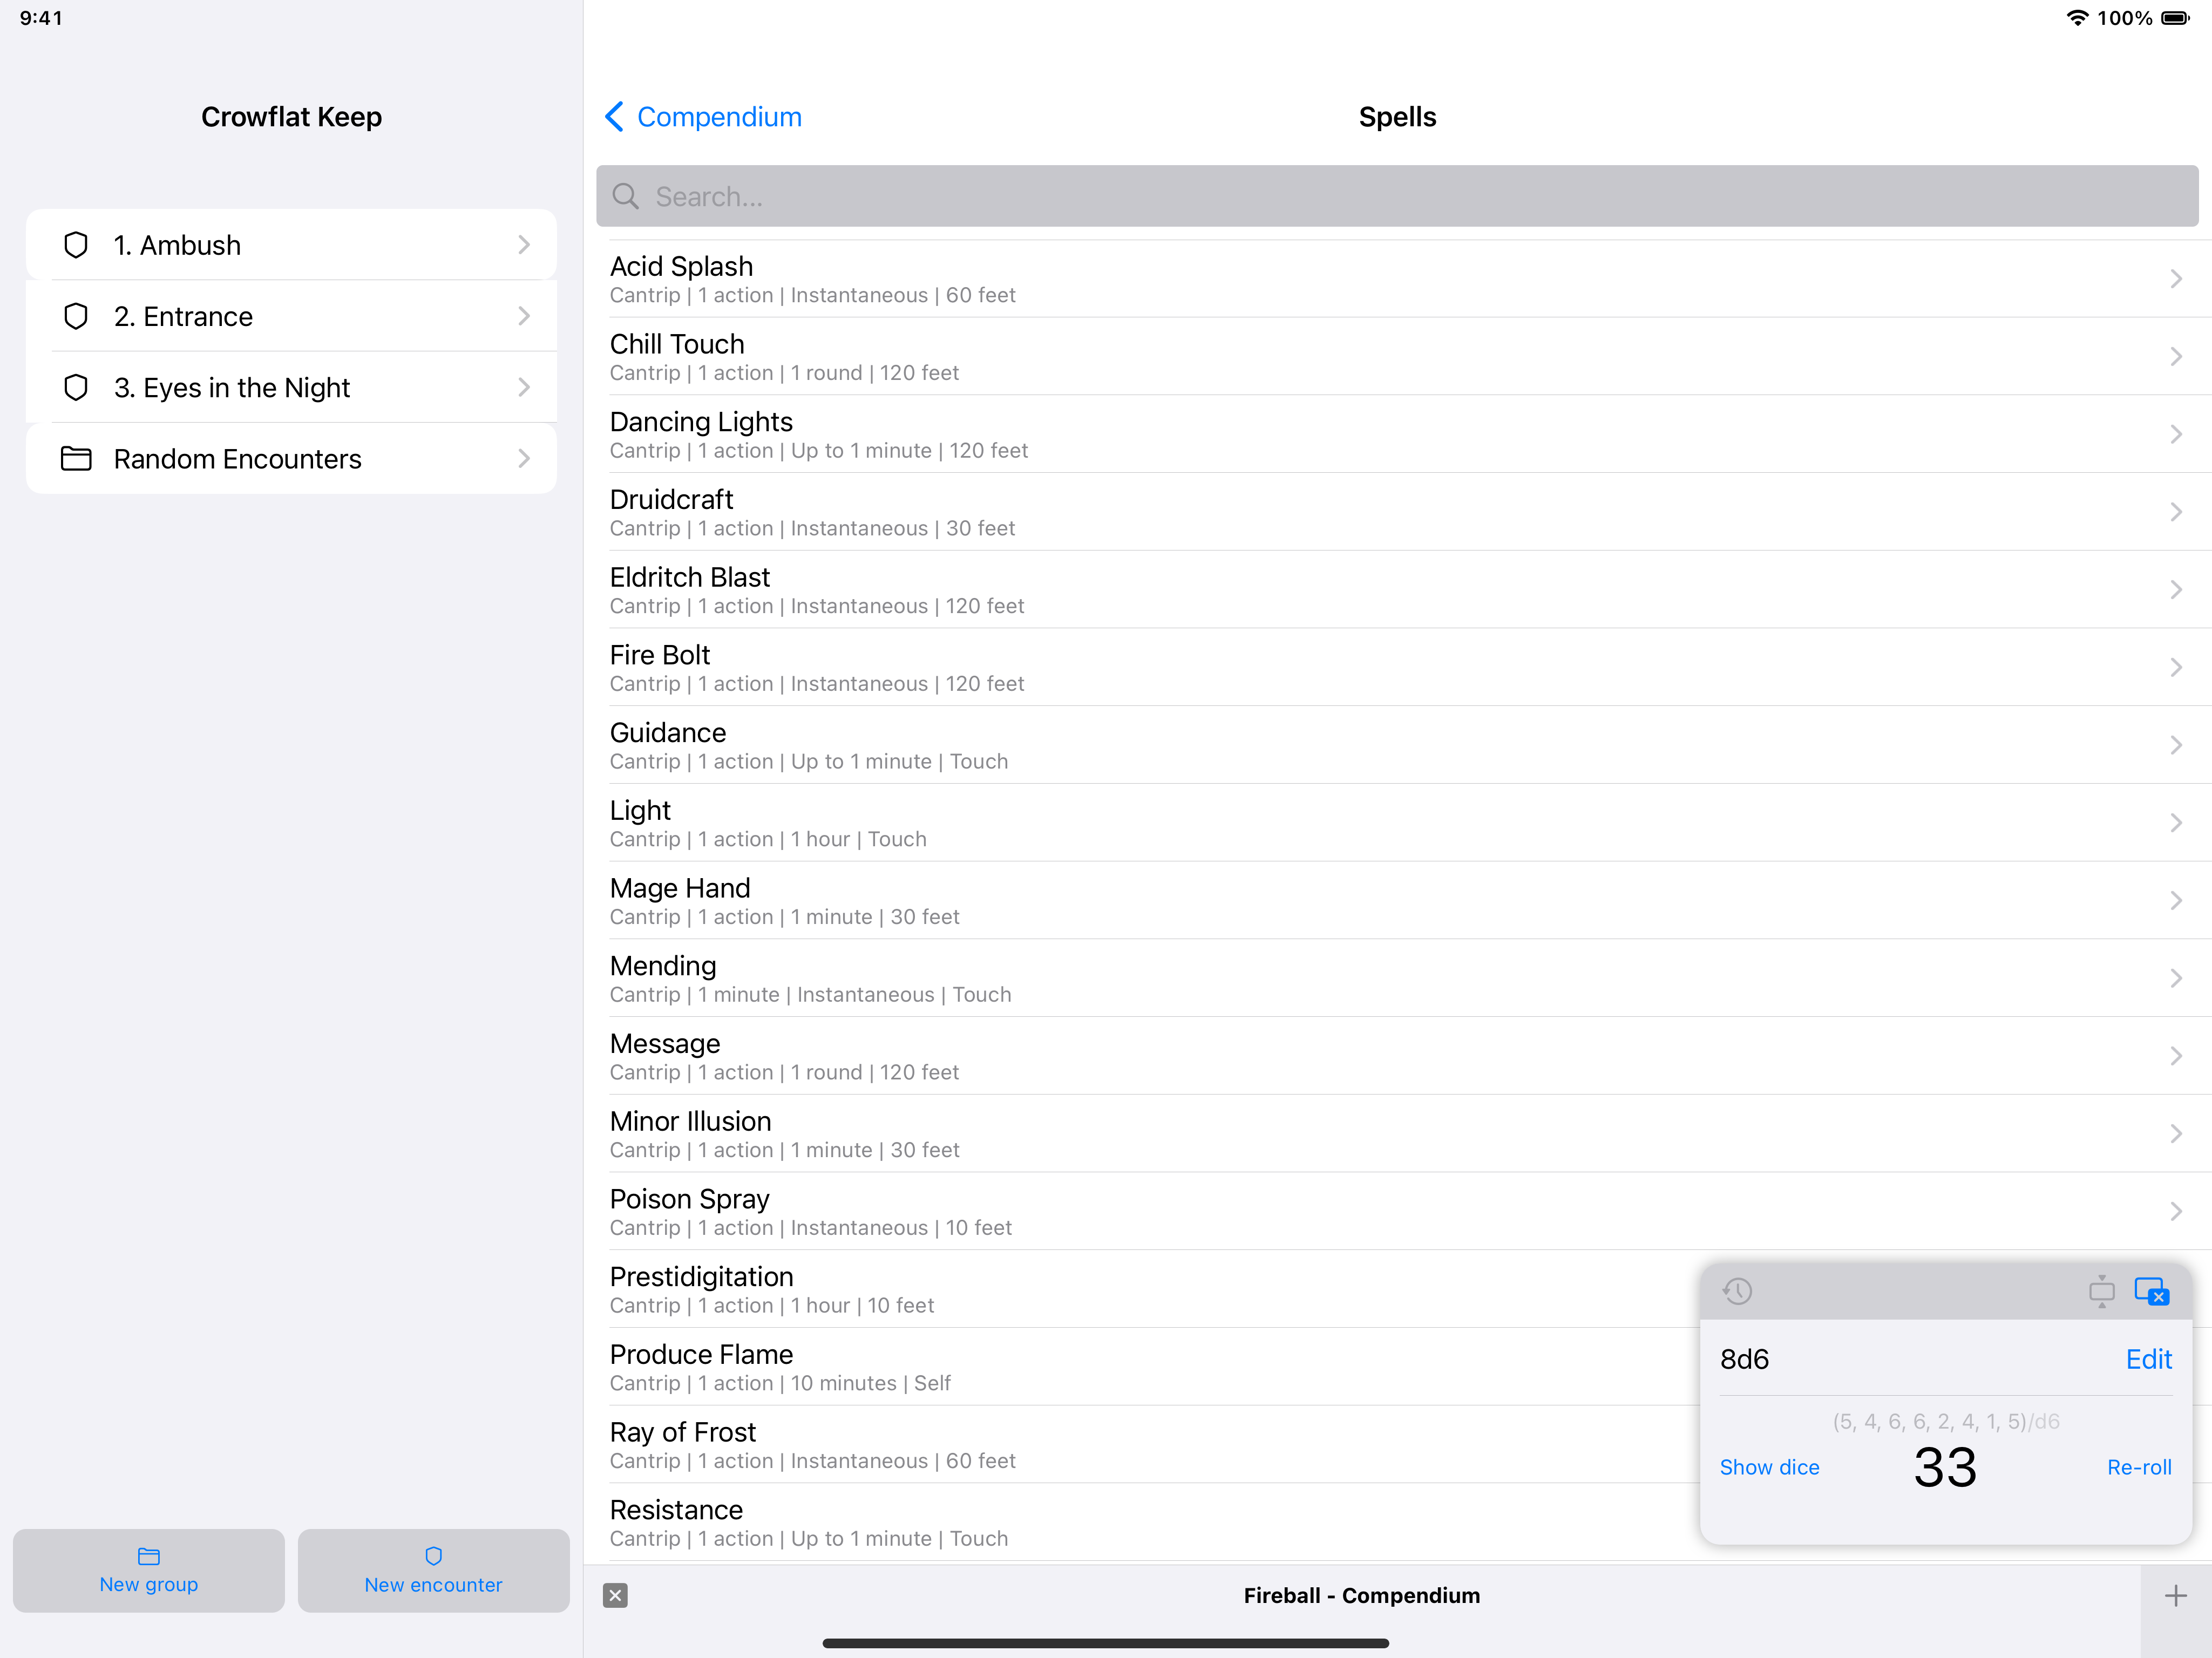 9:41
100%
Crowflat Keep
1. Ambush
2. Entrance
3. Eyes in the Night
Random Encounters
New group
New encounter
Compendium
Spells
Search...
Acid Splash
Cantrip | 1 action | Instantaneous | 60 feet
Chill Touch
Cantrip | 1 action | 1 round | 120 feet
Dancing Lights
Cantrip | 1 action | Up to 1 minute | 120 feet
Druidcraft
Cantrip | 1 action | Instantaneous | 30 feet
Eldritch Blast
Cantrip | 1 action | Instantaneous | 120 feet
Fire Bolt
Cantrip | 1 action | Instantaneous | 120 feet
Guidance
Cantrip | 1 action | Up to 1 minute | Touch
Light
Cantrip | 1 action | 1 hour | Touch
Mage Hand
Cantrip | 1 action | 1 minute | 30 feet
Mending
Cantrip | 1 minute | Instantaneous | Touch
Message
Cantrip | 1 action | 1 round | 120 feet
Minor Illusion
Cantrip | 1 action | 1 minute | 30 feet
Poison Spray
Cantrip | 1 action | Instantaneous | 10 feet
Prestidigitation
Cantrip | 1 action | 1 hour | 10 feet
Produce Flame
Cantrip | 1 action | 10 minutes | Self
Ray of Frost
Cantrip | 1 action | Instantaneous | 60 feet
Resistance
Cantrip | 1 action | Up to 1 minute | Touch
8d6
Edit
(5, 4, 6, 6, 2, 4, 1, 5)/d6
Show dice
33
Re-roll
Fireball - Compendium